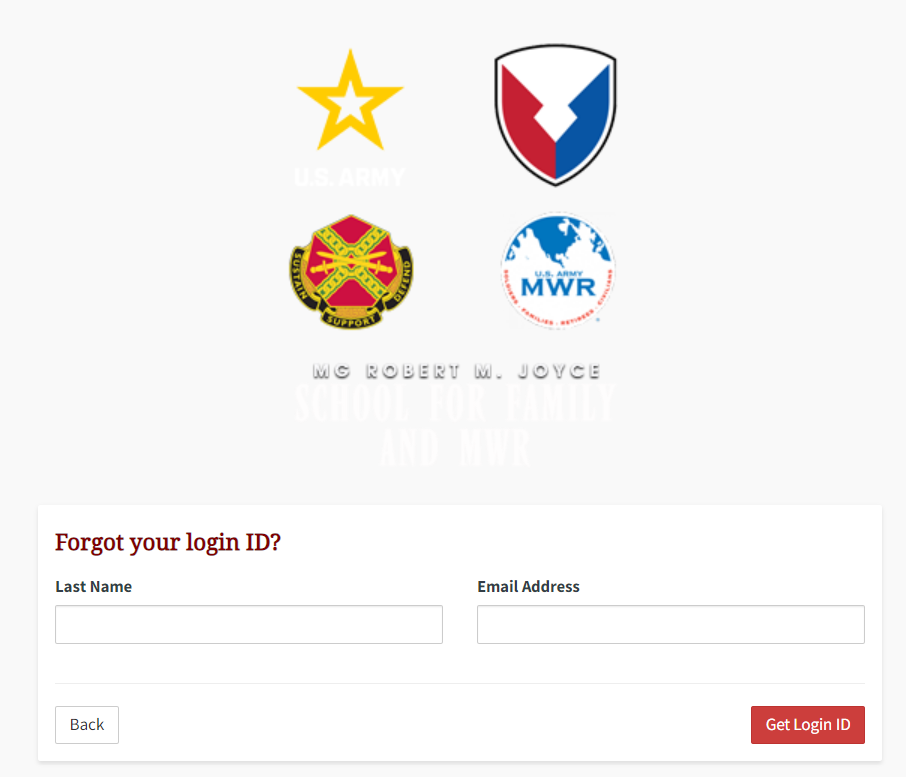 U.S. ARMY
SUSTAIN SUPPORT DEFEND
U.S. ARMY
MWR
SOLDIERS • FAMILIES • RETIREES • CIVILIANS
MG ROBERT M. JOYCE
SCHOOL FOR FAMILY
AND MWR
Forgot your login ID?
Last Name Email Address
Back Get Login ID